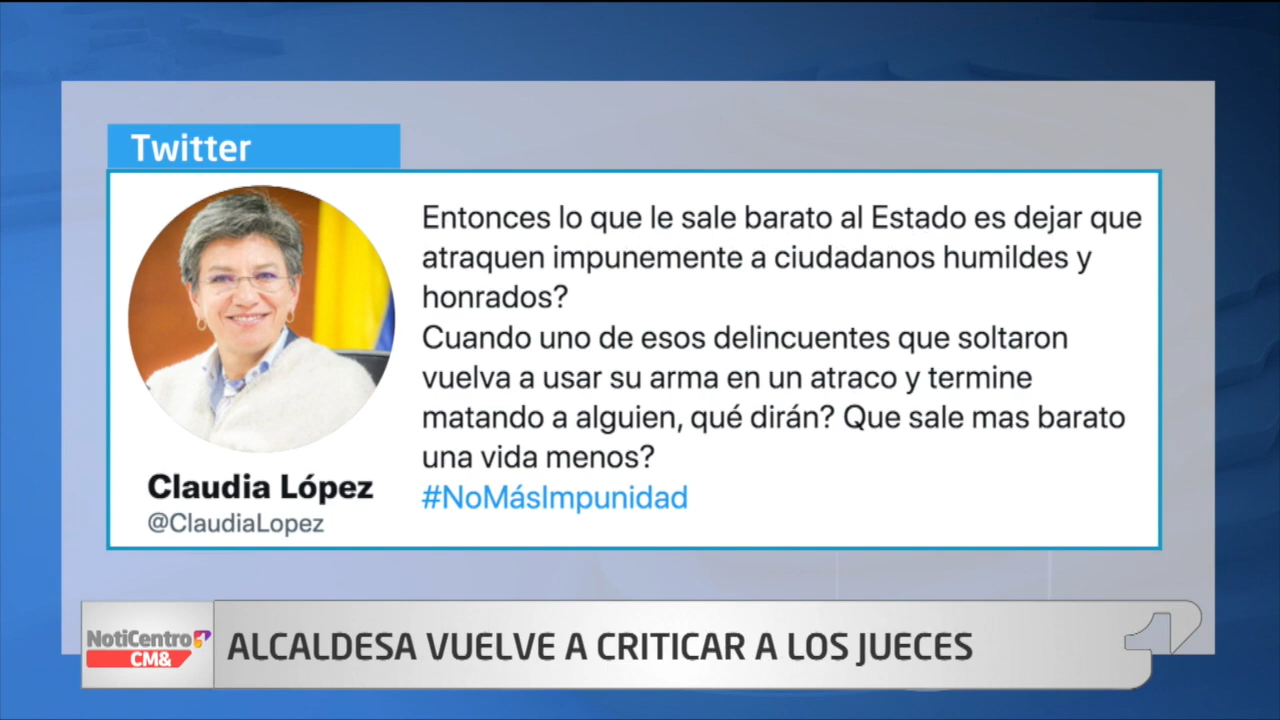 Twitter
Entonces lo que le sale barato al Estado es dejar que
atraquen impunemente a ciudadanos humildes y
honrados?
Cuando uno de esos delincuentes que soltaron
vuelva a usar su arma en un atraco y termine
matando a alguien, qué dirán? Que sale mas barato
una vida menos?
#NoMásImpunidad
Claudia López
@ClaudiaLopez
NotiCentro 1
CM&
ALCALDESA VUELVE A CRITICAR A LOS JUECES
1